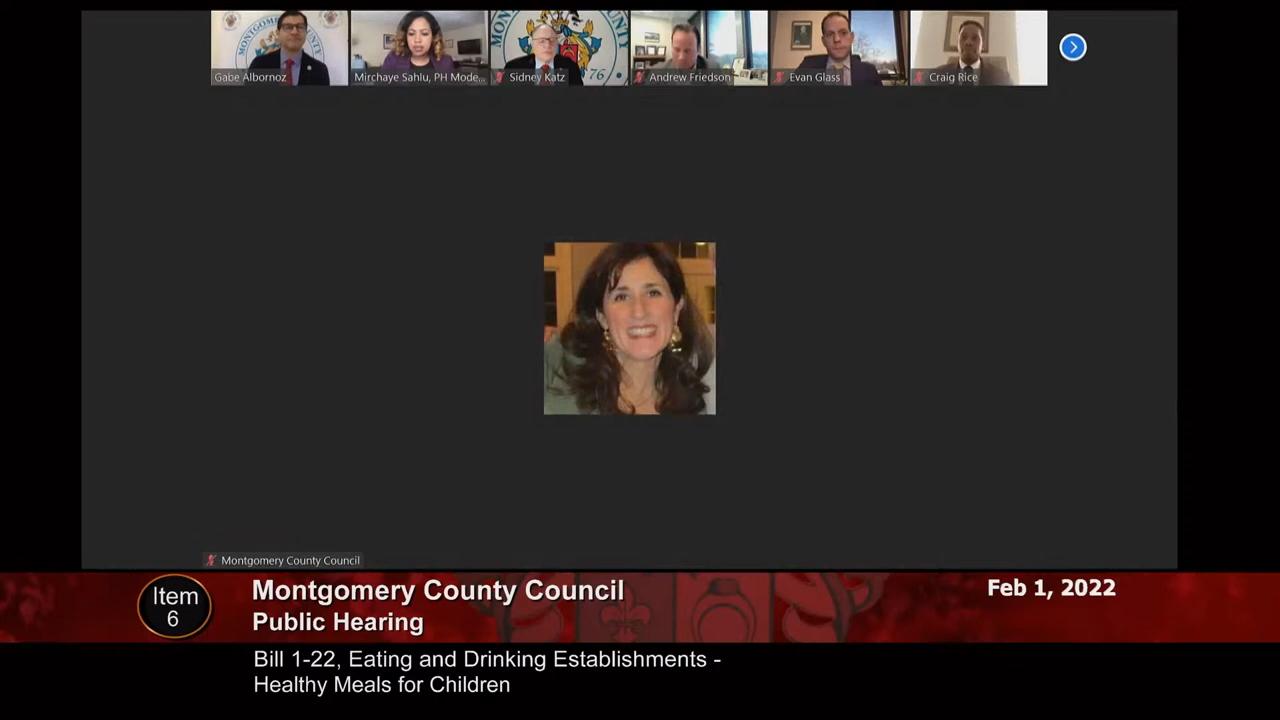 Gabe Albornoz
Mirchaye Sahlu, PH Mode...
Sidney Katz
Andrew Friedson
Evan Glass
Craig Rice
Montgomery County Council
Item
6
Montgomery County Council
Public Hearing
Feb 1, 2022
Bill 1-22, Eating and Drinking Establishments -
Healthy Meals for Children